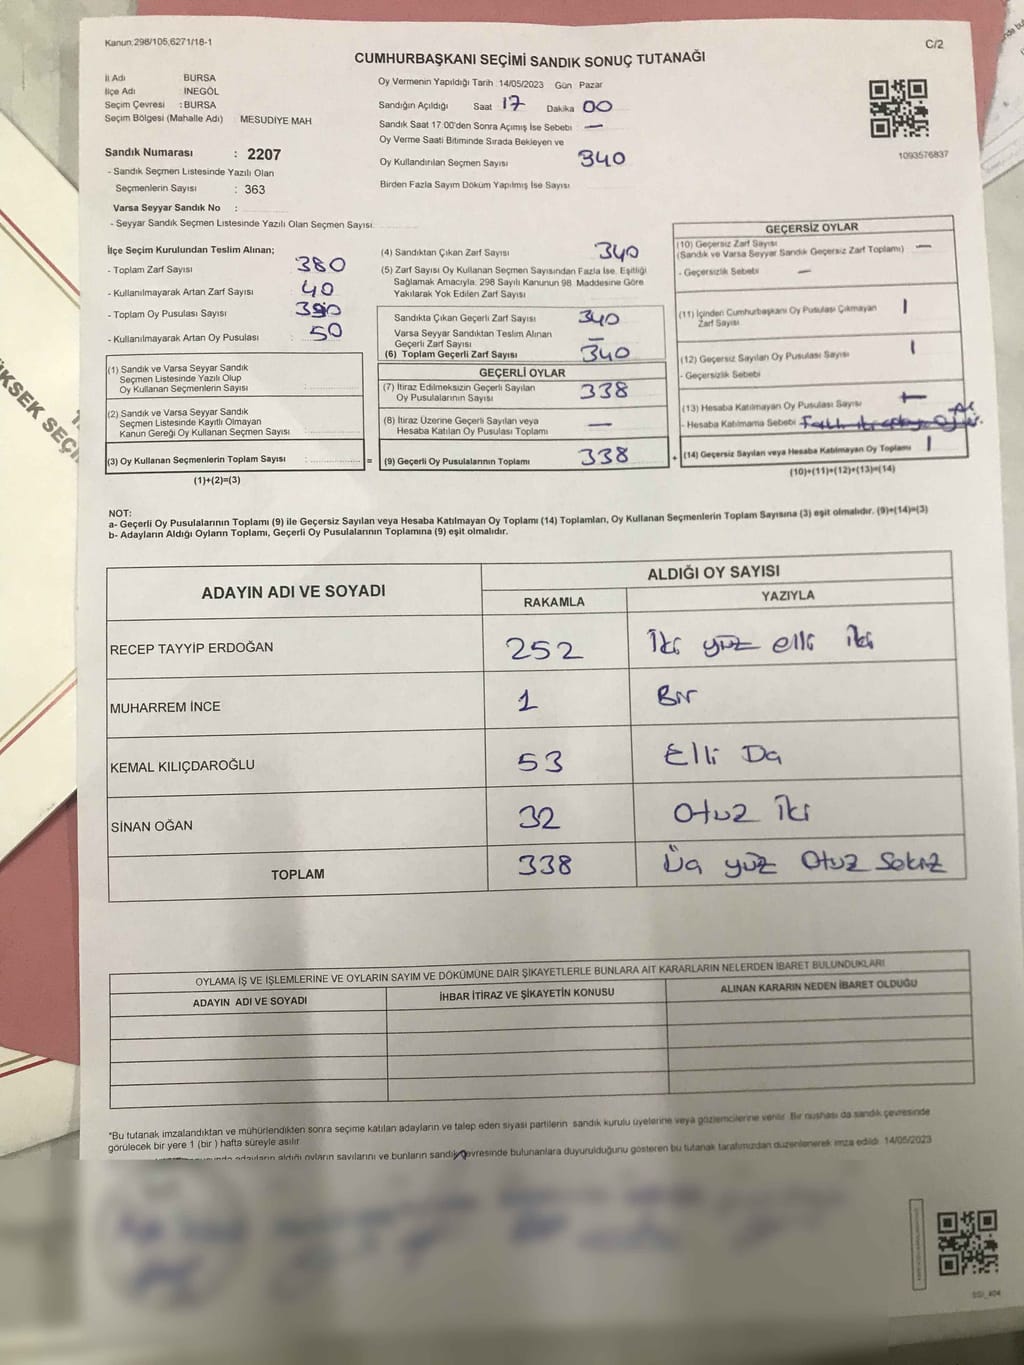 Kanun:298/105,6271/18-1
C/2
CUMHURBAŞKANI SEÇİMİ SANDIK SONUÇ TUTANAĞI
İl Adı BURSA
İlçe Adı İNEGÖL
Seçim Çevresi : BURSA
Seçim Bölgesi (Mahalle Adı) MESUDİYE MAH
Sandık Numarası : 2207
- Sandık Seçmen Listesinde Yazılı Olan
Seçmenlerin Sayısı : 363
Varsa Seyyar Sandık No :
- Seyyar Sandık Seçmen Listesinde Yazılı Olan Seçmen Sayısı:
Oy Vermenin Yapıldığı Tarih 14/05/2023 Gün Pazar
Sandığın Açıldığı Saat 17 Dakika 00
Sandık Saat 17:00'den Sonra Açımış İse Sebebi —
Oy Verme Saati Bitiminde Sırada Bekleyen ve
Oy Kullandırılan Seçmen Sayısı 340
Birden Fazla Sayım Döküm Yapılmış İse Sayısı
1093576837
İlçe Seçim Kurulundan Teslim Alınan;
- Toplam Zarf Sayısı 380
- Kullanılmayarak Artan Zarf Sayısı 40
- Toplam Oy Pusulası Sayısı 390
- Kullanılmayarak Artan Oy Pusulası : 50
(1) Sandık ve Varsa Seyyar Sandık
Seçmen Listesinde Yazılı Olup
Oy Kullanan Seçmenlerin Sayısı :
(2) Sandık ve Varsa Seyyar Sandık
Seçmen Listesinde Kayıtlı Olmayan
Kanun Gereği Oy Kullanan Seçmen Sayısı :
(3) Oy Kullanan Seçmenlerin Toplam Sayısı : =
(1)+(2)=(3)
(4) Sandıktan Çıkan Zarf Sayısı 340
(5) Zarf Sayısı Oy Kullanan Seçmen Sayısından Fazla İse. Eşitliği
Sağlamak Amacıyla. 298 Sayılı Kanunun 98. Maddesine Göre
Yakılarak Yok Edilen Zarf Sayısı
Sandıkta Çıkan Geçerli Zarf Sayısı 340
Varsa Seyyar Sandıktan Teslim Alınan
Geçerli Zarf Sayısı —
(6) Toplam Geçerli Zarf Sayısı 340
GEÇERLİ OYLAR
(7) İtiraz Edilmeksizin Geçerli Sayılan
Oy Pusulalarının Sayısı 338
(8) İtiraz Üzerine Geçerli Sayılan veya
Hesaba Katılan Oy Pusulası Toplamı —
(9) Geçerli Oy Pusulalarının Toplamı 338 +
GEÇERSİZ OYLAR
(10) Geçersiz Zarf Sayısı
(Sandık ve Varsa Seyyar Sandık Geçersiz Zarf Toplamı) —
- Geçersizlik Sebebi —
(11) İçinden Cumhurbaşkanı Oy Pusulası Çıkmayan
Zarf Sayısı 1
(12) Geçersiz Sayılan Oy Pusulası Sayısı 1
- Geçersizlik Sebebi
(13) Hesaba Katılmayan Oy Pusulası Sayısı
- Hesaba Katılmama Sebebi
(14) Geçersiz Sayılan veya Hesaba Katılmayan Oy Toplamı 1
(10)+(11)+(12)+(13)=(14)
NOT:
a- Geçerli Oy Pusulalarının Toplamı (9) ile Geçersiz Sayılan veya Hesaba Katılmayan Oy Toplamı (14) Toplamları, Oy Kullanan Seçmenlerin Toplam Sayısına (3) eşit olmalıdır. (9)+(14)=(3)
b- Adayların Aldığı Oyların Toplamı, Geçerli Oy Pusulalarının Toplamına (9) eşit olmalıdır.
ADAYIN ADI VE SOYADI ALDIĞI OY SAYISI
RAKAMLA YAZIYLA
RECEP TAYYİP ERDOĞAN 252 İki yüz elli iki
MUHARREM İNCE 1 Bir
KEMAL KILIÇDAROĞLU 53 Elli Üç
SİNAN OĞAN 32 Otuz İki
TOPLAM 338 Üç yüz Otuz Sekiz
OYLAMA İŞ VE İŞLEMLERİNE VE OYLARIN SAYIM VE DÖKÜMÜNE DAİR ŞİKAYETLERLE BUNLARA AİT KARARLARIN NELERDEN İBARET BULUNDUKLARI
ADAYIN ADI VE SOYADI İHBAR İTİRAZ VE ŞİKAYETİN KONUSU ALINAN KARARIN NEDEN İBARET OLDUĞU
*Bu tutanak imzalandıktan ve mühürlendikten sonra seçime katılan adayların ve talep eden siyasi partilerin sandık kurulu üyelerine veya gözlemcilerine verilir. Bir nüshası da sandık çevresinde
görülecek bir yere 1 (bir ) hafta süreyle asılır.
adayların aldığı oyların sayılarını ve bunların sandık çevresinde bulunanlara duyurulduğunu gösteren bu tutanak tarafımızdan düzenlenerek imza edildi. 14/05/2023
YÜKSEK SEÇİ